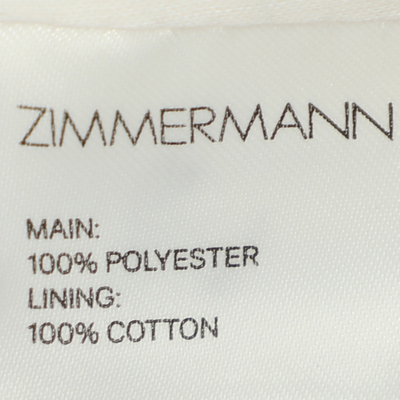 ZIMMERMANN
MAIN:
100% POLYESTER
LINING:
100% COTTON